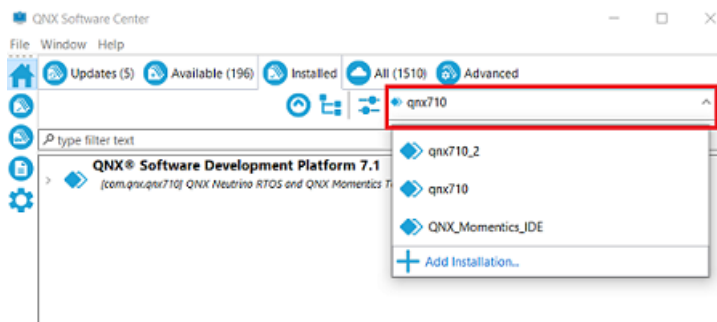 QNX Software Center
File Window Help
Updates (5) Available (196) Installed All (1510) Advanced
qnx710
type filter text
QNX® Software Development Platform 7.1
[com.qnx.qnx710] QNX Neutrino RTOS and QNX Momentics
qnx710_2
qnx710
QNX_Momentics_IDE
Add Installation...